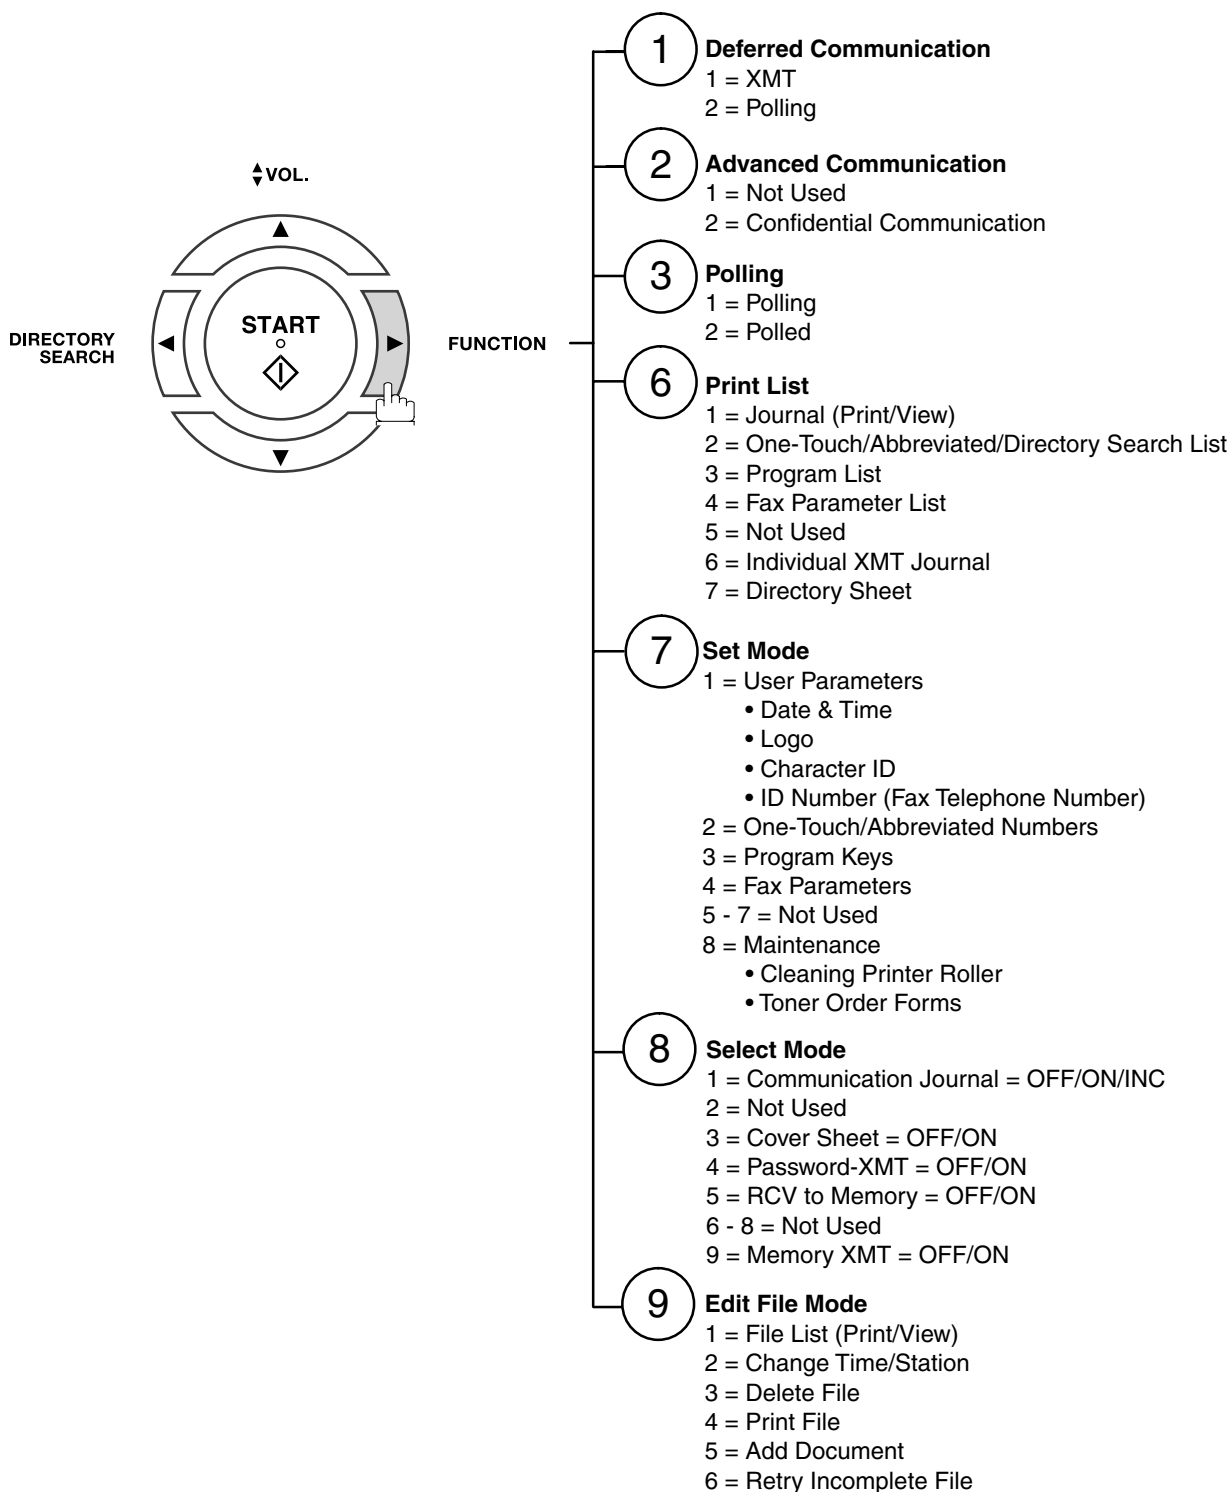 VOL.
START
DIRECTORY
SEARCH
FUNCTION
1
Deferred Communication
1 = XMT
2 = Polling
2
Advanced Communication
1 = Not Used
2 = Confidential Communication
3
Polling
1 = Polling
2 = Polled
6
Print List
1 = Journal (Print/View)
2 = One-Touch/Abbreviated/Directory Search List
3 = Program List
4 = Fax Parameter List
5 = Not Used
6 = Individual XMT Journal
7 = Directory Sheet
7
Set Mode
1 = User Parameters
• Date & Time
• Logo
• Character ID
• ID Number (Fax Telephone Number)
2 = One-Touch/Abbreviated Numbers
3 = Program Keys
4 = Fax Parameters
5 - 7 = Not Used
8 = Maintenance
• Cleaning Printer Roller
• Toner Order Forms
8
Select Mode
1 = Communication Journal = OFF/ON/INC
2 = Not Used
3 = Cover Sheet = OFF/ON
4 = Password-XMT = OFF/ON
5 = RCV to Memory = OFF/ON
6 - 8 = Not Used
9 = Memory XMT = OFF/ON
9
Edit File Mode
1 = File List (Print/View)
2 = Change Time/Station
3 = Delete File
4 = Print File
5 = Add Document
6 = Retry Incomplete File